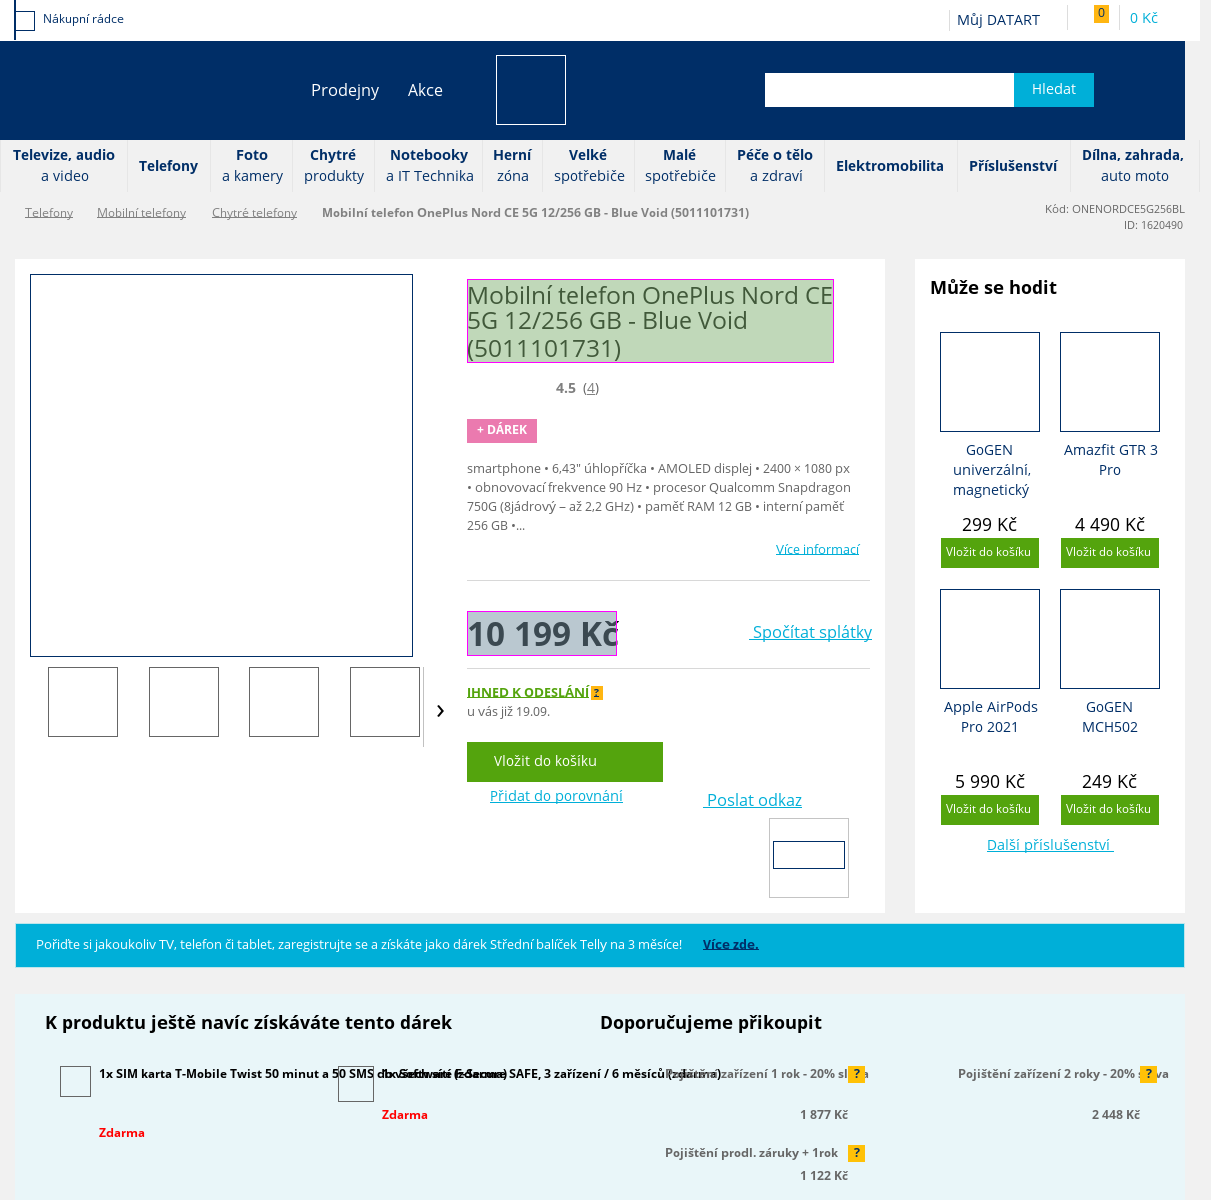 Nákupní rádce
Můj DATART
0
0 Kč
Prodejny
Akce
Hledat
Televize, audio
a video
Telefony
Foto
a kamery
Chytré
produkty
Notebooky
a IT Technika
Herní
zóna
Velké
spotřebiče
Malé
spotřebiče
Péče o tělo
a zdraví
Elektromobilita
Příslušenství
Dílna, zahrada,
auto moto
Telefony
Mobilní telefony
Chytré telefony
Mobilní telefon OnePlus Nord CE 5G 12/256 GB - Blue Void (5011101731)
Kód: ONENORDCE5G256BL
ID: 1620490
Mobilní telefon OnePlus Nord CE
5G 12/256 GB - Blue Void
(5011101731)
4.5 (4)
+ DÁREK
smartphone • 6,43" úhlopříčka • AMOLED displej • 2400 × 1080 px
• obnovovací frekvence 90 Hz • procesor Qualcomm Snapdragon
750G (8jádrový – až 2,2 GHz) • paměť RAM 12 GB • interní paměť
256 GB •...
Více informací
10 199 Kč
Spočítat splátky
IHNED K ODESLÁNÍ ?
u vás již 19.09.
Vložit do košíku
Přidat do porovnání
Poslat odkaz
Může se hodit
GoGEN
univerzální,
magnetický
299 Kč
Vložit do košíku
Amazfit GTR 3
Pro
4 490 Kč
Vložit do košíku
Apple AirPods
Pro 2021
5 990 Kč
Vložit do košíku
GoGEN
MCH502
249 Kč
Vložit do košíku
Další příslušenství
Pořiďte si jakoukoliv TV, telefon či tablet, zaregistrujte se a získáte jako dárek Střední balíček Telly na 3 měsíce!
Více zde.
K produktu ještě navíc získáváte tento dárek
1x SIM karta T-Mobile Twist 50 minut a 50 SMS do všech sítí (zdarma)
Zdarma
1x Software F-Secure SAFE, 3 zařízení / 6 měsíců (zdarma)
Zdarma
Doporučujeme přikoupit
Pojištění zařízení 1 rok - 20% sleva
?
1 877 Kč
Pojištění zařízení 2 roky - 20% sleva
?
2 448 Kč
Pojištění prodl. záruky + 1rok
?
1 122 Kč